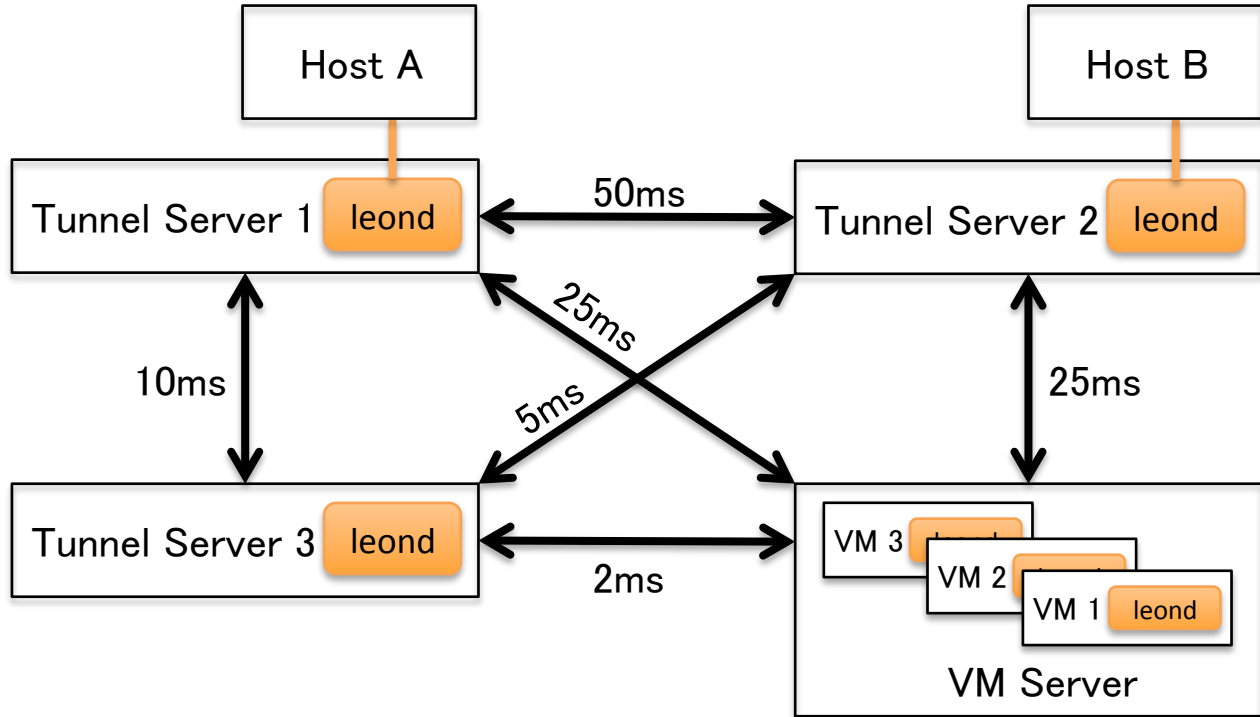 Host A
Host B
Tunnel Server 1
leond
50ms
Tunnel Server 2
leond
25ms
10ms
5ms
25ms
Tunnel Server 3
leond
2ms
VM 3
VM 2
VM 1
leond
VM Server